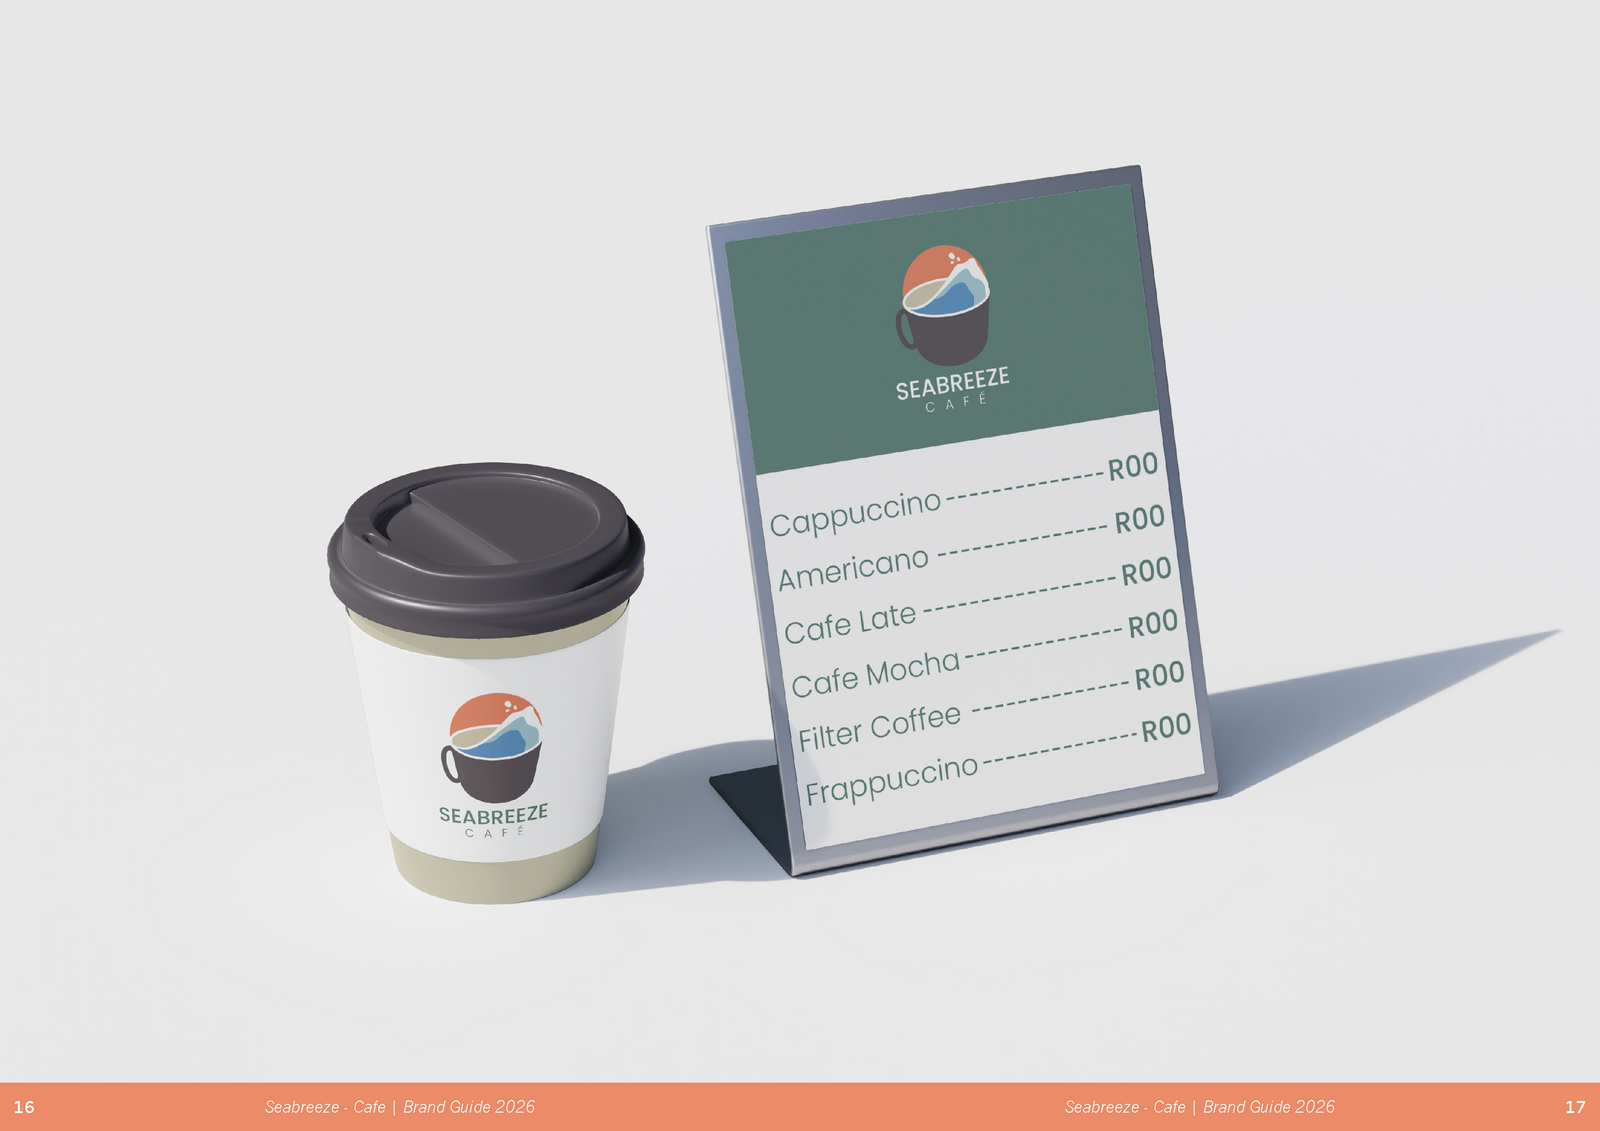 SEABREEZE
CAFÉ
Cappuccino ----------------- R00
Americano ------------------ R00
Cafe Late -------------------- R00
Cafe Mocha ----------------- R00
Filter Coffee ----------------- R00
Frappuccino ----------------- R00
SEABREEZE
CAFÉ
16
Seabreeze - Cafe | Brand Guide 2026
Seabreeze - Cafe | Brand Guide 2026
17